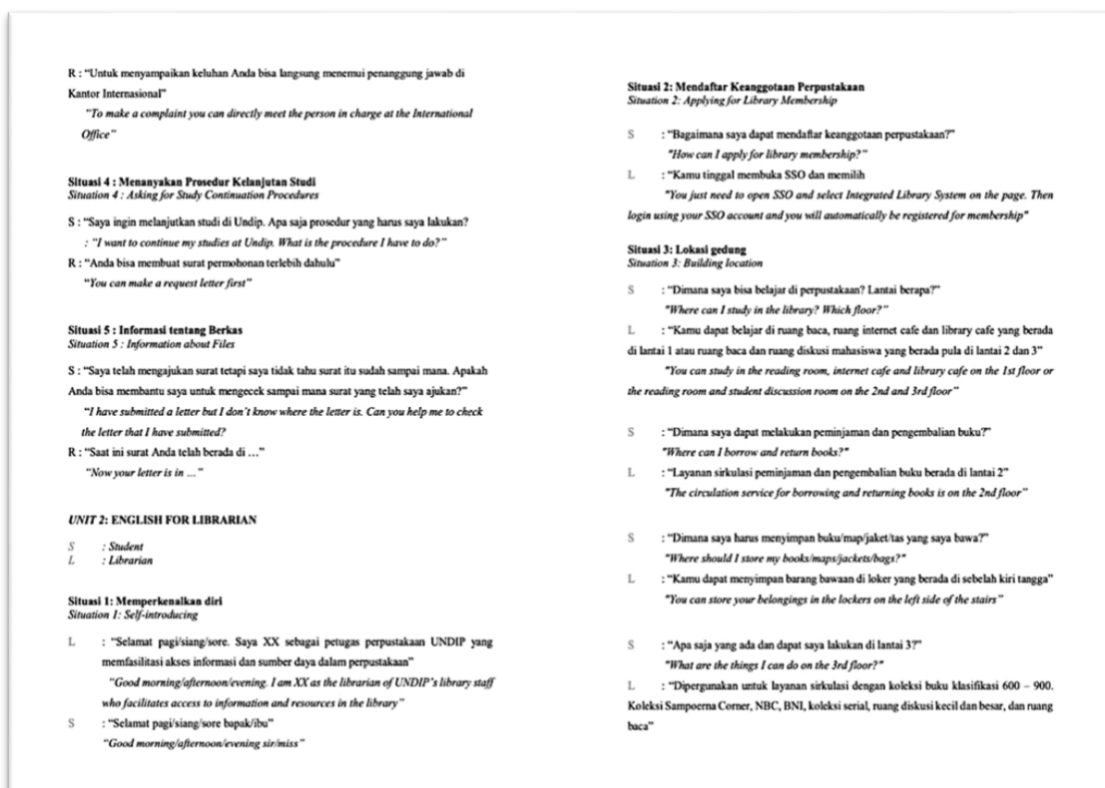 R : "Untuk menyampaikan keluhan Anda bisa langsung menemui penanggung jawab di
Kantor Internasional"
"To make a complaint you can directly meet the person in charge at the International
Office"
Situasi 4 : Menanyakan Prosedur Kelanjutan Studi
Situation 4 : Asking for Study Continuation Procedures
S : "Saya ingin melanjutkan studi di Undip. Apa saja prosedur yang harus saya lakukan?
: "I want to continue my studies at Undip. What is the procedure I have to do?"
R : "Anda bisa membuat surat permohonan terlebih dahulu"
"You can make a request letter first"
Situasi 5 : Informasi tentang Berkas
Situation 5 : Information about Files
S : "Saya telah mengajukan surat tetapi saya tidak tahu surat itu sudah sampai mana. Apakah
Anda bisa membantu saya untuk mengecek sampai mana surat yang telah saya ajukan?"
"I have submitted a letter but I don't know where the letter is. Can you help me to check
the letter that I have submitted?
R : "Saat ini surat Anda telah berada di ..."
"Now your letter is in ..."
UNIT 2: ENGLISH FOR LIBRARIAN
S : Student
L : Librarian
Situasi 1: Memperkenalkan diri
Situation 1: Self-introducing
L : "Selamat pagi/siang/sore. Saya XX sebagai petugas perpustakaan UNDIP yang
memfasilitasi akses informasi dan sumber daya dalam perpustakaan"
"Good morning/afternoon/evening. I am XX as the librarian of UNDIP's library staff
who facilitates access to information and resources in the library"
S : "Selamat pagi/siang/sore bapak/ibu"
"Good morning/afternoon/evening sir/miss"
Situasi 2: Mendaftar Keanggotaan Perpustakaan
Situation 2: Applying for Library Membership
S : "Bagaimana saya dapat mendaftar keanggotaan perpustakaan?"
"How can I apply for library membership?"
L : "Kamu tinggal membuka SSO dan memilih
"You just need to open SSO and select Integrated Library System on the page. Then
login using your SSO account and you will automatically be registered for membership"
Situasi 3: Lokasi gedung
Situation 3: Building location
S : "Dimana saya bisa belajar di perpustakaan? Lantai berapa?"
"Where can I study in the library? Which floor?"
L : "Kamu dapat belajar di ruang baca, ruang internet cafe dan library cafe yang berada
di lantai 1 atau ruang baca dan ruang diskusi mahasiswa yang berada pula di lantai 2 dan 3"
"You can study in the reading room, internet cafe and library cafe on the 1st floor or
the reading room and student discussion room on the 2nd and 3rd floor"
S : "Dimana saya dapat melakukan peminjaman dan pengembalian buku?"
"Where can I borrow and return books?"
L : "Layanan sirkulasi peminjaman dan pengembalian buku berada di lantai 2"
"The circulation service for borrowing and returning books is on the 2nd floor"
S : "Dimana saya harus menyimpan buku/map/jaket/tas yang saya bawa?"
"Where should I store my books/maps/jackets/bags?"
L : "Kamu dapat menyimpan barang bawaan di loker yang berada di sebelah kiri tangga"
"You can store your belongings in the lockers on the left side of the stairs"
S : "Apa saja yang ada dan dapat saya lakukan di lantai 3?"
"What are the things I can do on the 3rd floor?"
L : "Dipergunakan untuk layanan sirkulasi dengan koleksi buku klasifikasi 600 – 900.
Koleksi Sampoerna Corner, NBC, BNI, koleksi serial, ruang diskusi kecil dan besar, dan ruang
baca"